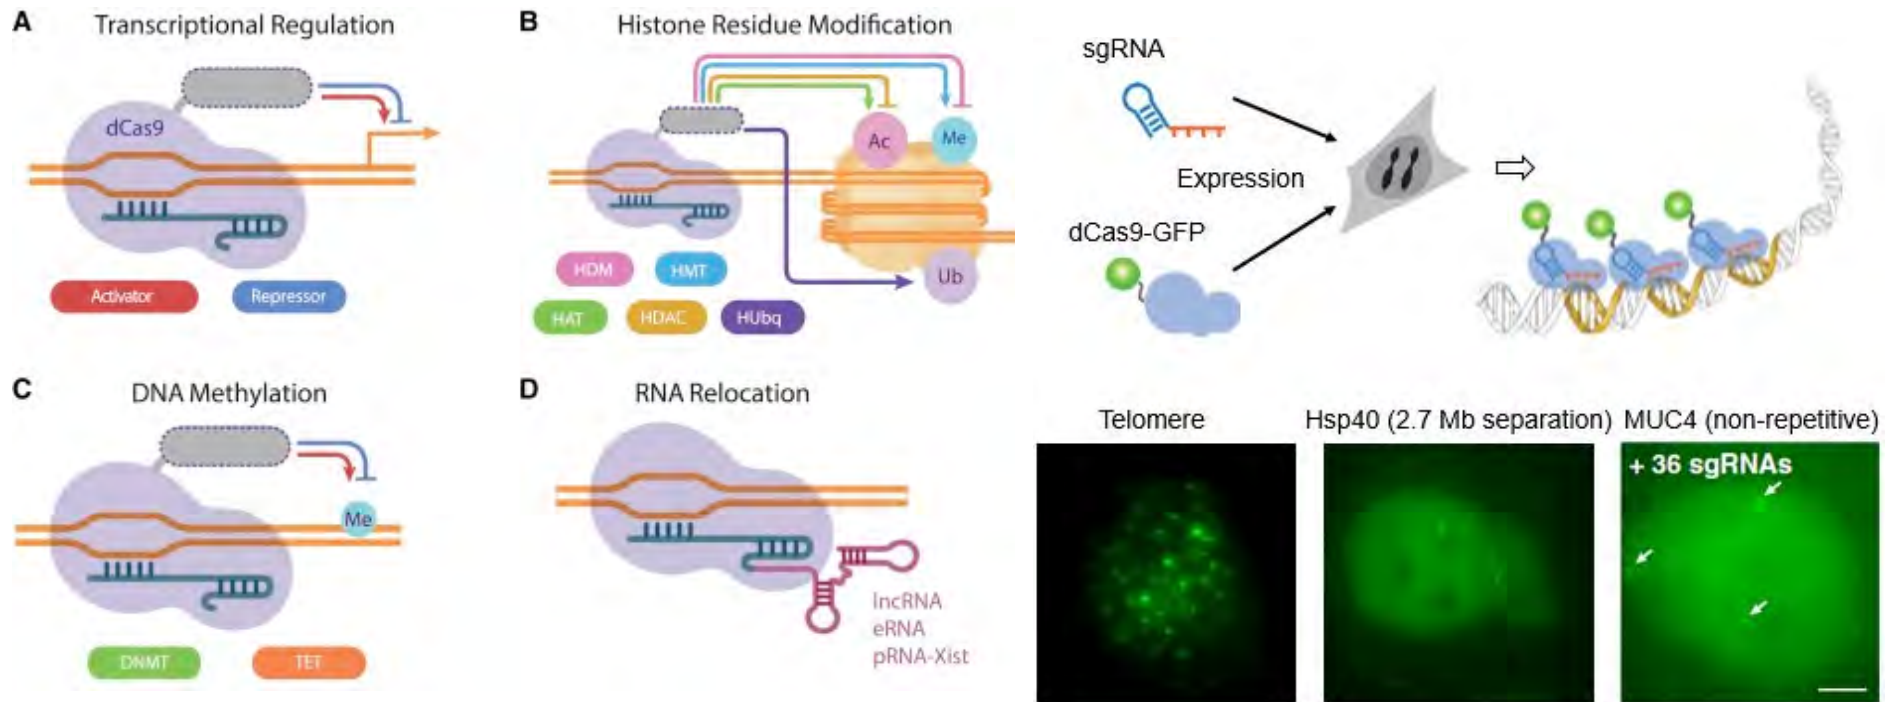 A Transcriptional Regulation
dCas9
Activator
Repressor
B Histone Residue Modification
Ac
Me
Ub
HDM
HMT
HAT
HDAC
HUbq
C DNA Methylation
Me
DNMT
TET
D RNA Relocation
lncRNA
eRNA
pRNA-Xist
sgRNA
Expression
dCas9-GFP
Telomere
Hsp40 (2.7 Mb separation)
MUC4 (non-repetitive)
+ 36 sgRNAs